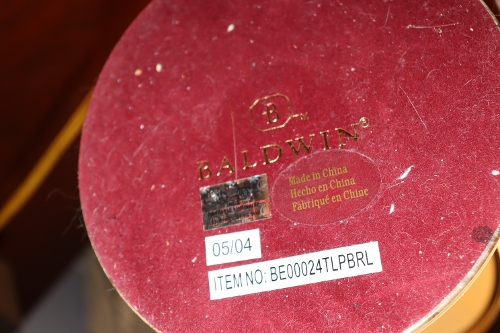 B
BALDWIN®
Made in China
Hecho en China
Fabriqué en Chine
05/04
ITEM NO: BE00024TLPBRL